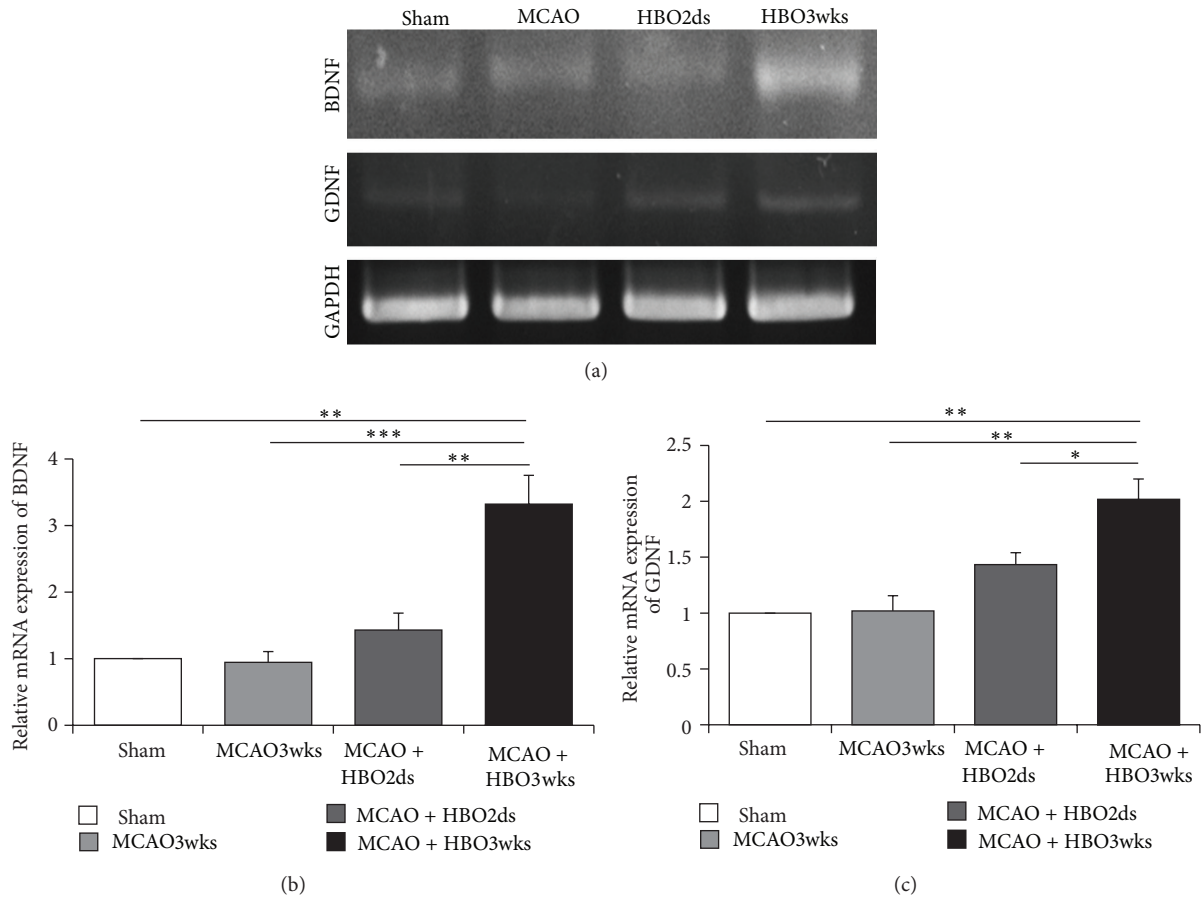 Sham MCAO HBO2ds HBO3wks
BDNF
GDNF
GAPDH
(a)
** 
***
**
Relative mRNA expression of BDNF
4
3
2
1
0
Sham
MCAO3wks
MCAO +
HBO2ds
MCAO +
HBO3wks
Sham
MCAO3wks
MCAO + HBO2ds
MCAO + HBO3wks
(b)
**
**
*
Relative mRNA expression
of GDNF
2.5
2
1.5
1
0.5
0
Sham
MCAO3wks
MCAO +
HBO2ds
MCAO +
HBO3wks
Sham
MCAO3wks
MCAO + HBO2ds
MCAO + HBO3wks
(c)